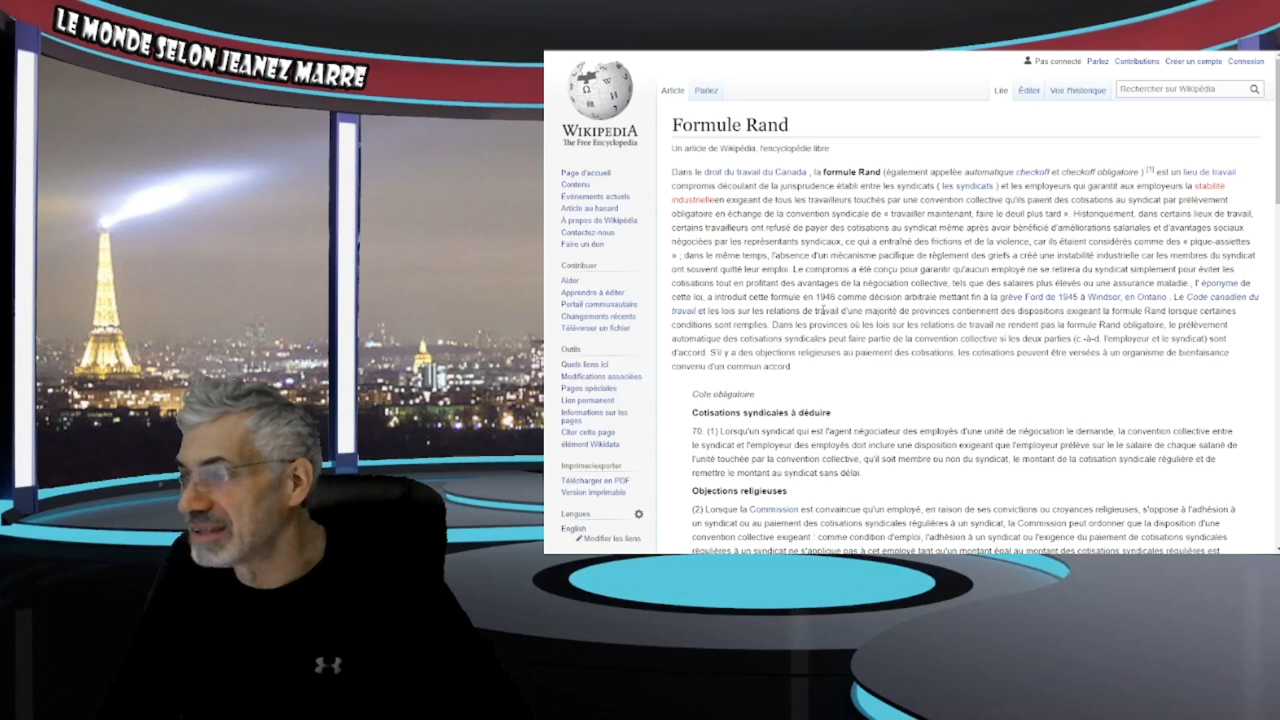 LE MONDE SELON JEANEZ MARRE
Pas connecté Parlez Contributions Créer un compte Connexion
Article Parlez Lire Éditer Voir l'historique Rechercher sur Wikipédia
WIKIPEDIA
The Free Encyclopedia
Page d'accueil
Contenu
Événements actuels
Article au hasard
À propos de Wikipédia
Contactez-nous
Faire un don
Contribuer
Aider
Apprendre à éditer
Portail communautaire
Changements récents
Téléverser un fichier
Outils
Quels liens ici
Modifications associées
Pages spéciales
Lien permanent
Informations sur les
pages
Citer cette page
élément Wikidata
Imprimer/exporter
Télécharger en PDF
Version imprimable
Langues
English
Modifier les liens
Formule Rand
Un article de Wikipédia, l'encyclopédie libre
Dans le droit du travail du Canada , la formule Rand (également appelée automatique checkoff et checkoff obligatoire ) [1] est un lieu de travail
compromis découlant de la jurisprudence établi entre les syndicats ( les syndicats ) et les employeurs qui garantit aux employeurs la stabilité
industrielleen exigeant de tous les travailleurs touchés par une convention collective qu'ils paient des cotisations au syndicat par prélèvement
obligatoire en échange de la convention syndicale de « travailler maintenant, faire le deuil plus tard ». Historiquement, dans certains lieux de travail,
certains travailleurs ont refusé de payer des cotisations au syndicat même après avoir bénéficié d'améliorations salariales et d'avantages sociaux
négociées par les représentants syndicaux, ce qui a entraîné des frictions et de la violence, car ils étaient considérés comme des « pique-assiettes
» ; dans le même temps, l'absence d'un mécanisme pacifique de règlement des griefs a créé une instabilité industrielle car les membres du syndicat
ont souvent quitté leur emploi. Le compromis a été conçu pour garantir qu'aucun employé ne se retirera du syndicat simplement pour éviter les
cotisations tout en profitant des avantages de la négociation collective, tels que des salaires plus élevés ou une assurance maladie., l' éponyme de
cette loi, a introduit cette formule en 1946 comme décision arbitrale mettant fin à la grève Ford de 1945 à Windsor, en Ontario . Le Code canadien du
travail et les lois sur les relations de travail d'une majorité de provinces contiennent des dispositions exigeant la formule Rand lorsque certaines
conditions sont remplies. Dans les provinces où les lois sur les relations de travail ne rendent pas la formule Rand obligatoire, le prélèvement
automatique des cotisations syndicales peut faire partie de la convention collective si les deux parties (c.-à-d. l'employeur et le syndicat) sont
d'accord. S'il y a des objections religieuses au paiement des cotisations, les cotisations peuvent être versées à un organisme de bienfaisance
convenu d'un commun accord.
Cote obligatoire
Cotisations syndicales à déduire
70. (1) Lorsqu'un syndicat qui est l'agent négociateur des employés d'une unité de négociation le demande, la convention collective entre
le syndicat et l'employeur des employés doit inclure une disposition exigeant que l'employeur prélève sur le le salaire de chaque salarié de
l'unité touchée par la convention collective, qu'il soit membre ou non du syndicat, le montant de la cotisation syndicale régulière et de
remettre le montant au syndicat sans délai.
Objections religieuses
(2) Lorsque la Commission est convaincue qu'un employé, en raison de ses convictions ou croyances religieuses, s'oppose à l'adhésion à
un syndicat ou au paiement des cotisations syndicales régulières à un syndicat, la Commission peut ordonner que la disposition d'une
convention collective exigeant : comme condition d'emploi, l'adhésion à un syndicat ou l'exigence du paiement de cotisations syndicales
régulières à un syndicat ne s'applique pas à cet employé tant qu'un montant égal au montant des cotisations syndicales régulières est